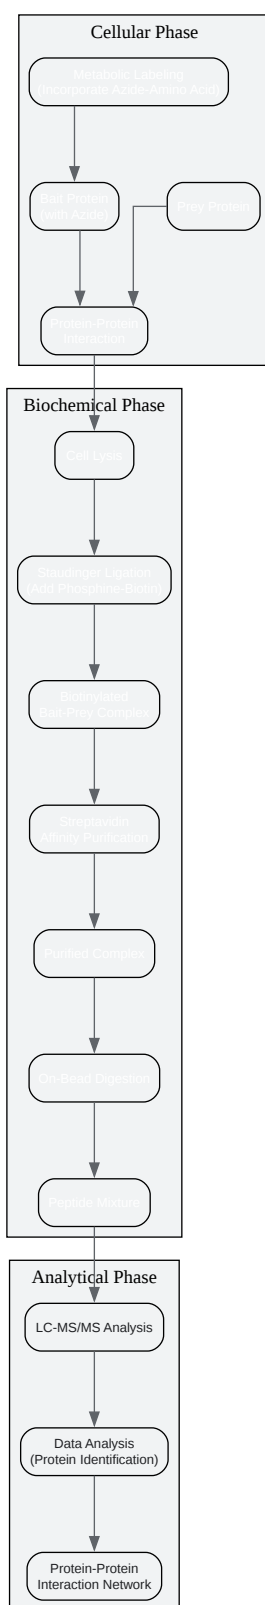 Cellular Phase
Metabolic Labeling
(Incorporate Azide-Amino Acid)
Bait Protein
(with Azide)
Prey Protein
Protein-Protein
Interaction
Biochemical Phase
Cell Lysis
Staudinger Ligation
(Add Phosphine-Biotin)
Biotinylated
Bait-Prey Complex
Streptavidin
Affinity Purification
Purified Complex
On-Bead Digestion
Peptide Mixture
Analytical Phase
LC-MS/MS Analysis
Data Analysis
(Protein Identification)
Protein-Protein
Interaction Network